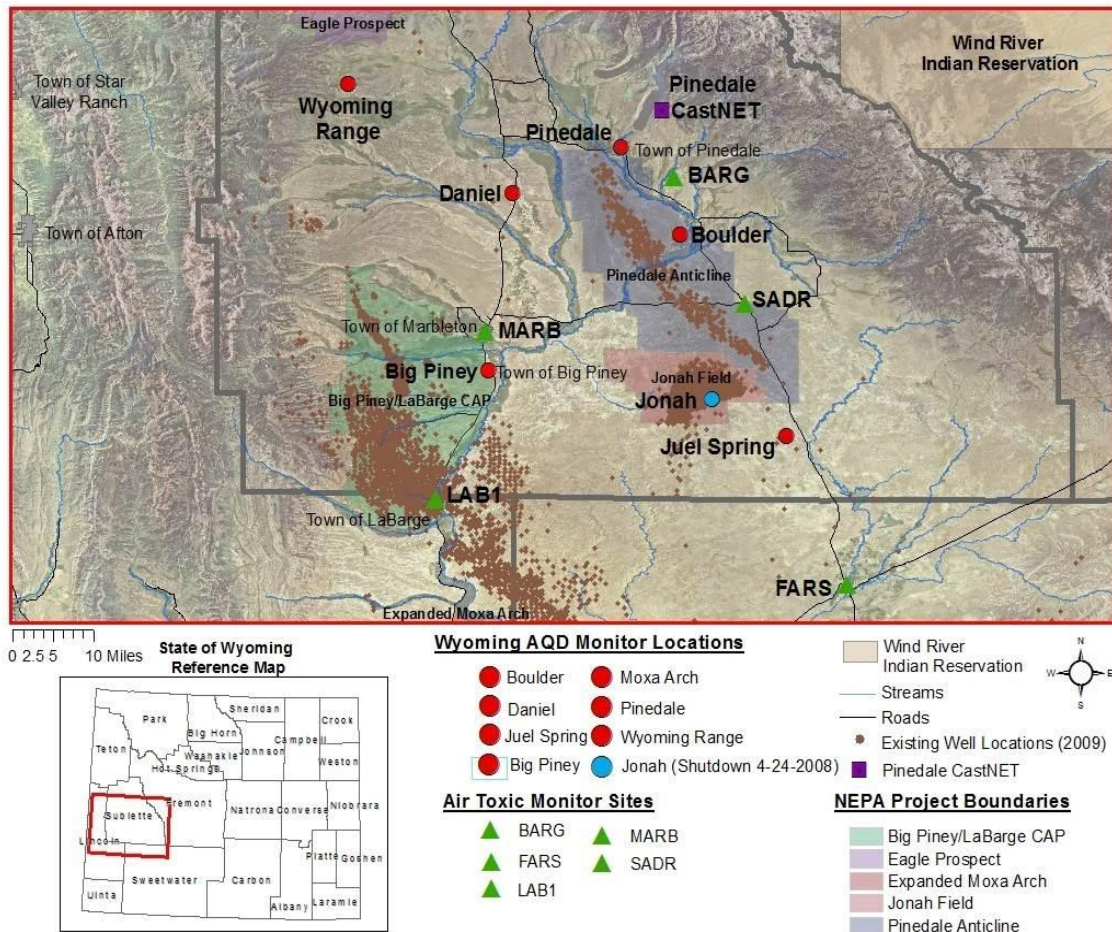 Eagle Prospect
Wind River
Indian Reservation
Town of Star
Valley Ranch
Wyoming
Range
Pinedale
CastNET
Pinedale
Town of Pinedale
BARG
Daniel
Town of Afton
Boulder
Pinedale Anticline
SADR
Town of Marbleton
MARB
Big Piney
Town of Big Piney
Jonah Field
Big Piney/LaBarge CAP
Jonah
Juel Spring
LAB1
Town of LaBarge
FARS
Expanded/Moxa Arch
0 2.5 5 10 Miles
State of Wyoming
Reference Map
Park
Sheridan
Crook
Big Horn
Campbell
Teton
Washakie
Johnson
Weston
Hot Springs
Fremont
Sublette
Natrona
Converse
Niobrara
Lincoln
Platte
Goshen
Sweetwater
Carbon
Uinta
Albany
Laramie
Wyoming AQD Monitor Locations
Boulder
Moxa Arch
Daniel
Pinedale
Juel Spring
Wyoming Range
Big Piney
Jonah (Shutdown 4-24-2008)
Air Toxic Monitor Sites
BARG
MARB
FARS
SADR
LAB1
Wind River
Indian Reservation
Streams
Roads
Existing Well Locations (2009)
Pinedale CastNET
N
W
E
S
NEPA Project Boundaries
Big Piney/LaBarge CAP
Eagle Prospect
Expanded Moxa Arch
Jonah Field
Pinedale Anticline